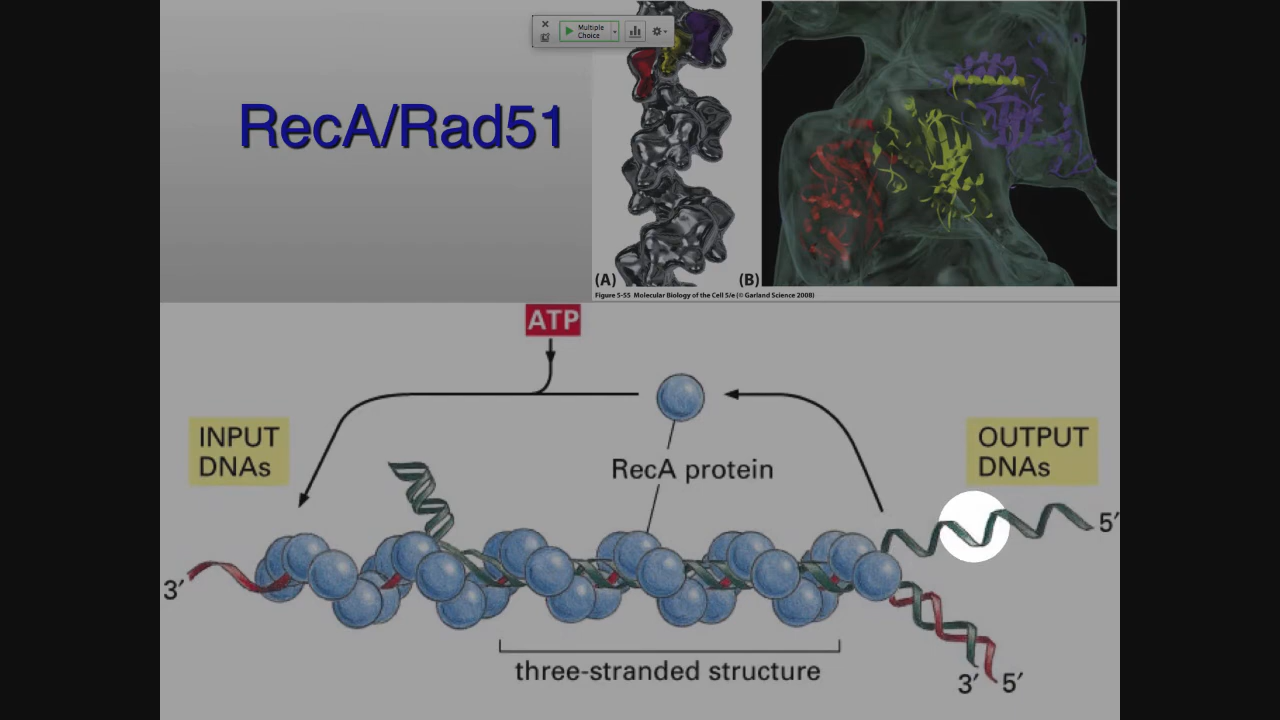 Multiple
Choice
RecA/Rad51
(A)
(B)
Figure 5-55 Molecular Biology of the Cell 5/e (© Garland Science 2008)
ATP
INPUT
DNAs
OUTPUT
DNAs
RecA protein
5′
3′
three-stranded structure
3′ 5′